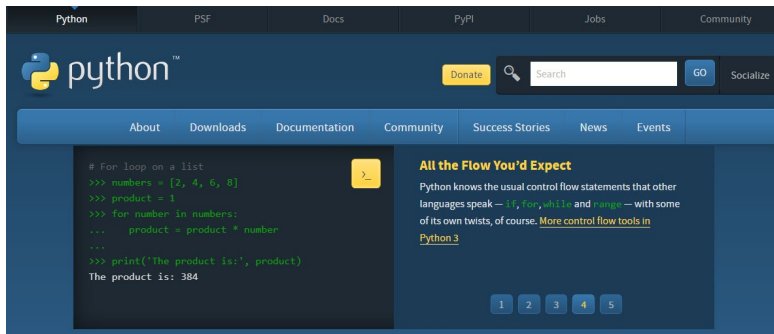 Python PSF Docs PyPI Jobs Community
python™
Donate Search GO Socialize
About Downloads Documentation Community Success Stories News Events
# For loop on a list
>>> numbers = [2, 4, 6, 8]
>>> product = 1
>>> for number in numbers:
...    product = product * number
...
>>> print('The product is:', product)
The product is: 384
>_
All the Flow You'd Expect
Python knows the usual control flow statements that other
languages speak — if, for, while and range — with some
of its own twists, of course. More control flow tools in
Python 3
1 2 3 4 5